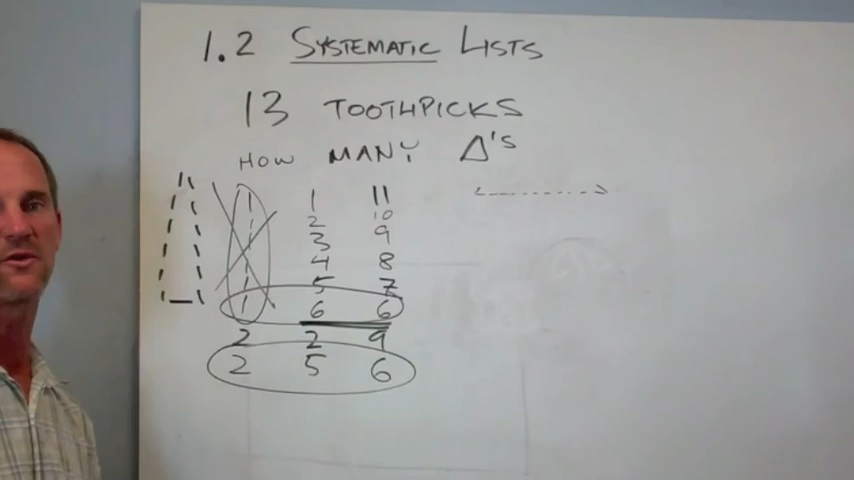 1.2 SYSTEMATIC LISTS
13 TOOTHPICKS
HOW MANY Δ'S
1 1 11
1 2 10
1 3 9
1 4 8
1 5 7
1 6 6
2 2 9
2 5 6